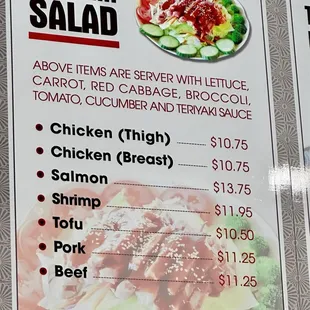 SALAD
ABOVE ITEMS ARE SERVER WITH LETTUCE,
CARROT, RED CABBAGE, BROCCOLI,
TOMATO, CUCUMBER AND TERIYAKI SAUCE
• Chicken (Thigh) $10.75
• Chicken (Breast) $10.75
• Salmon $13.75
• Shrimp $11.95
• Tofu $10.50
• Pork $11.25
• Beef $11.25